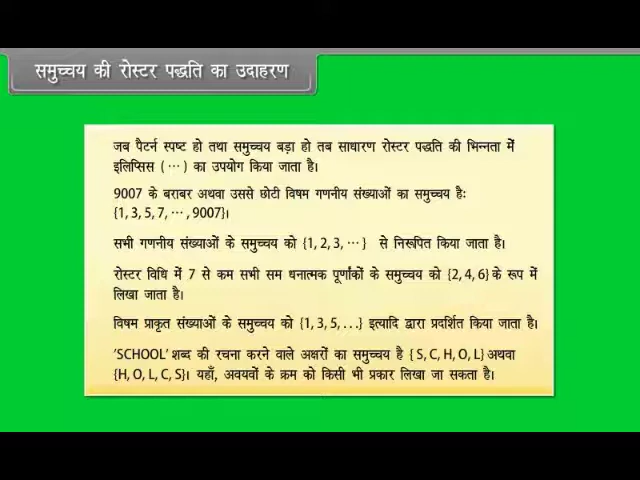 समुच्चय की रोस्टर पद्धति का उदाहरण
जब पैटर्न स्पष्ट हो तथा समुच्चय बड़ा हो तब साधारण रोस्टर पद्धति की भिन्नता में
इलिप्सिस (⋯) का उपयोग किया जाता है।
9007 के बराबर अथवा उससे छोटी विषम गणनीय संख्याओं का समुच्चय हैः
{1, 3, 5, 7, ⋯ , 9007}।
सभी गणनीय संख्याओं के समुच्चय को {1, 2, 3, ⋯} से निरूपित किया जाता है।
रोस्टर विधि में 7 से कम सभी सम धनात्मक पूर्णांकों के समुच्चय को {2, 4, 6} के रूप में
लिखा जाता है।
विषम प्राकृत संख्याओं के समुच्चय को {1, 3, 5, ...} इत्यादि द्वारा प्रदर्शित किया जाता है।
'SCHOOL' शब्द की रचना करने वाले अक्षरों का समुच्चय है { S, C, H, O, L} अथवा
{H, O, L, C, S}। यहाँ, अवयवों के क्रम को किसी भी प्रकार लिखा जा सकता है।